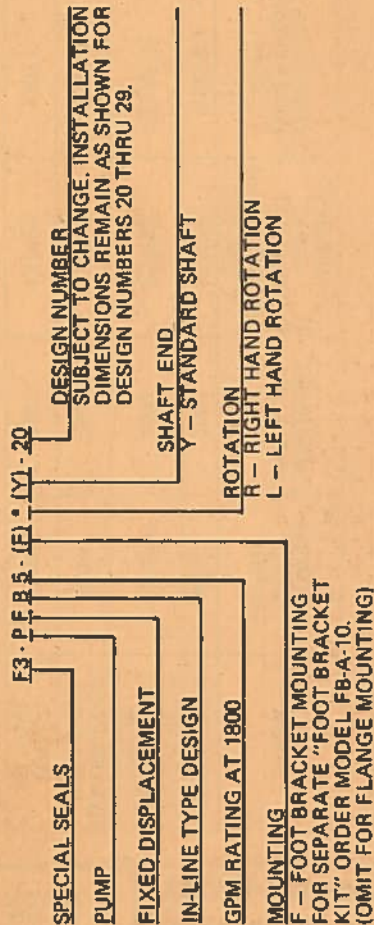 F3 - P F B 5 - (F) * (Y) - 20
SPECIAL SEALS
PUMP
FIXED DISPLACEMENT
IN-LINE TYPE DESIGN
GPM RATING AT 1800
MOUNTING
F – FOOT BRACKET MOUNTING
FOR SEPARATE "FOOT BRACKET
KIT" ORDER MODEL FB-A-10.
(OMIT FOR FLANGE MOUNTING)
DESIGN NUMBER
SUBJECT TO CHANGE. INSTALLATION
DIMENSIONS REMAIN AS SHOWN FOR
DESIGN NUMBERS 20 THRU 29.
SHAFT END
Y – STANDARD SHAFT
ROTATION
R – RIGHT HAND ROTATION
L – LEFT HAND ROTATION